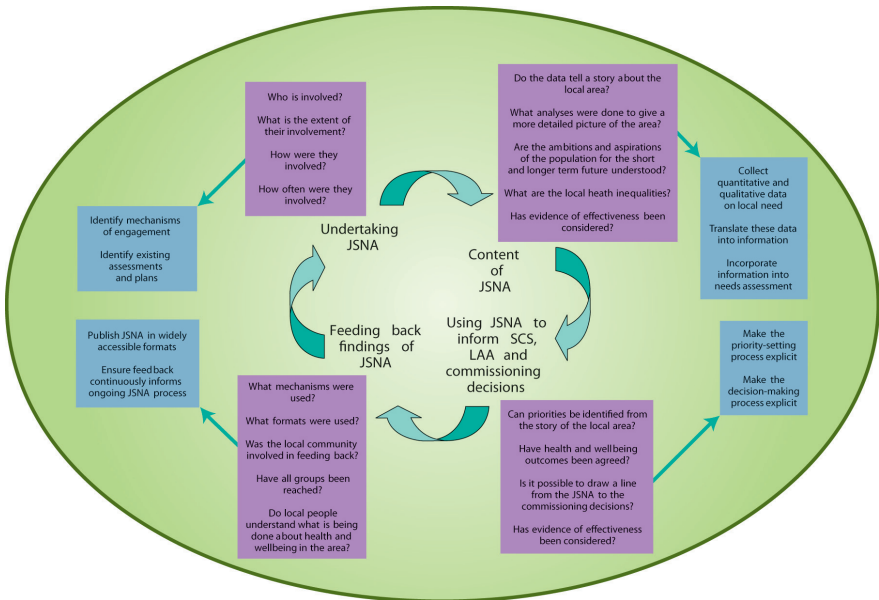 Who is involved?
What is the extent of
their involvement?
How were they
involved?
How often were they
involved?
Identify mechanisms
of engagement
Identify existing
assessments
and plans
Undertaking
JSNA
Do the data tell a story about the
local area?
What analyses were done to give a
more detailed picture of the area?
Are the ambitions and aspirations
of the population for the short
and longer term future understood?
What are the local heath inequalities?
Has evidence of effectiveness been
considered?
Collect
quantitative and
qualitative data
on local need
Translate these data
into information
Incorporate
information into
needs assessment
Content
of
JSNA
Using JSNA to
inform SCS,
LAA and
commissioning
decisions
Make the
priority-setting
process explicit
Make the
decision-making
process explicit
Can priorities be identified from
the story of the local area?
Have health and wellbeing
outcomes been agreed?
Is it possible to draw a line
from the JSNA to the
commissioning decisions?
Has evidence of effectiveness
been considered?
Feeding back
findings of
JSNA
Publish JSNA in widely
accessible formats
Ensure feedback
continuously informs
ongoing JSNA process
What mechanisms were
used?
What formats were used?
Was the local community
involved in feeding back?
Have all groups been
reached?
Do local people
understand what is being
done about health and
wellbeing in the area?